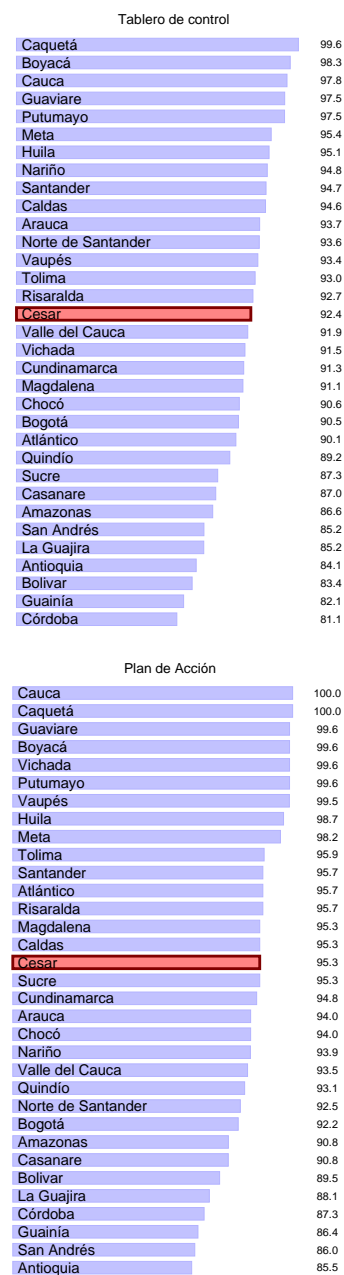 Tablero de control
Caquetá 99.6
Boyacá 98.3
Cauca 97.8
Guaviare 97.5
Putumayo 97.5
Meta 95.4
Huila 95.1
Nariño 94.8
Santander 94.7
Caldas 94.6
Arauca 93.7
Norte de Santander 93.6
Vaupés 93.4
Tolima 93.0
Risaralda 92.7
Cesar 92.4
Valle del Cauca 91.9
Vichada 91.5
Cundinamarca 91.3
Magdalena 91.1
Chocó 90.6
Bogotá 90.5
Atlántico 90.1
Quindío 89.2
Sucre 87.3
Casanare 87.0
Amazonas 86.6
San Andrés 85.2
La Guajira 85.2
Antioquia 84.1
Bolivar 83.4
Guainía 82.1
Córdoba 81.1
Plan de Acción
Cauca 100.0
Caquetá 100.0
Guaviare 99.6
Boyacá 99.6
Vichada 99.6
Putumayo 99.6
Vaupés 99.5
Huila 98.7
Meta 98.2
Tolima 95.9
Santander 95.7
Atlántico 95.7
Risaralda 95.7
Magdalena 95.3
Caldas 95.3
Cesar 95.3
Sucre 95.3
Cundinamarca 94.8
Arauca 94.0
Chocó 94.0
Nariño 93.9
Valle del Cauca 93.5
Quindío 93.1
Norte de Santander 92.5
Bogotá 92.2
Amazonas 90.8
Casanare 90.8
Bolivar 89.5
La Guajira 88.1
Córdoba 87.3
Guainía 86.4
San Andrés 86.0
Antioquia 85.5